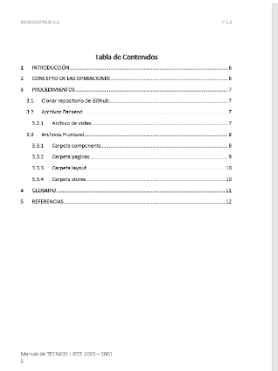 V 1.0
Tabla de Contenidos
1 INTRODUCCIÓN 6
2 CONCEPTO DE LAS OPERACIONES 6
3 PROCEDIMIENTOS 7
3.1 Clonar repositorio de GitHub 7
3.2 Archivos Backend 7
3.2.1 Archivo de rutas 7
3.3 Archivos Frontend 8
3.3.1 Carpeta components 8
3.3.2 Carpeta paginas 9
3.3.3 Carpeta layout 10
3.3.4 Carpeta stores 10
4 GLOSARIO 11
5 REFERENCIAS 12
Manual de TECNICO | IEEE 1063 – 2001
5